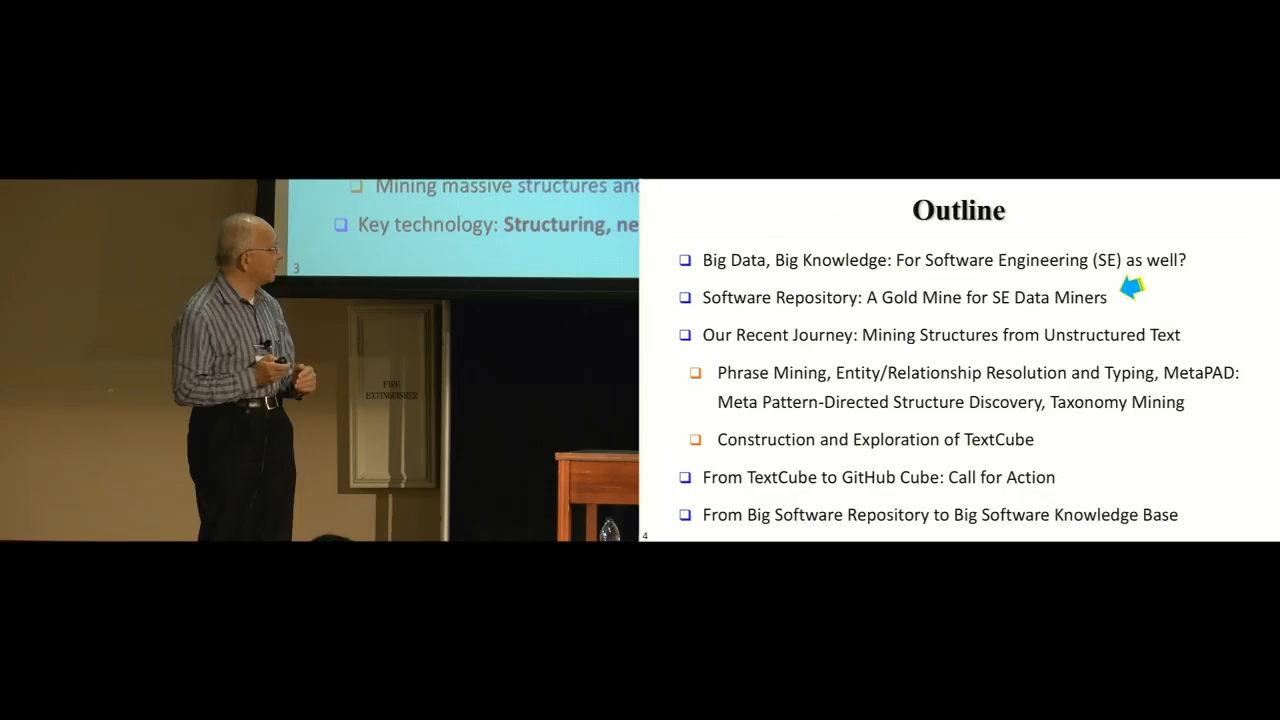 Mining massive structures and
Key technology: Structuring, ne
3
FIRE
EXTINGUISHER
Outline
Big Data, Big Knowledge: For Software Engineering (SE) as well?
Software Repository: A Gold Mine for SE Data Miners
Our Recent Journey: Mining Structures from Unstructured Text
Phrase Mining, Entity/Relationship Resolution and Typing, MetaPAD:
Meta Pattern-Directed Structure Discovery, Taxonomy Mining
Construction and Exploration of TextCube
From TextCube to GitHub Cube: Call for Action
From Big Software Repository to Big Software Knowledge Base
4